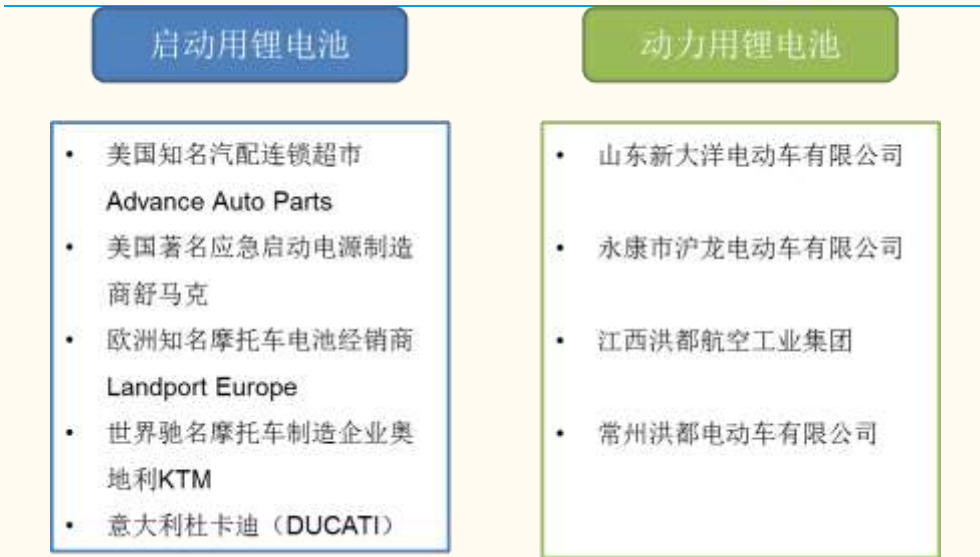 启动用锂电池
• 美国知名汽配连锁超市
Advance Auto Parts
• 美国著名应急启动电源制造
商舒马克
• 欧洲知名摩托车电池经销商
Landport Europe
• 世界驰名摩托车制造企业奥
地利KTM
• 意大利杜卡迪（DUCATI）
动力用锂电池
• 山东新大洋电动车有限公司
• 永康市沪龙电动车有限公司
• 江西洪都航空工业集团
• 常州洪都电动车有限公司